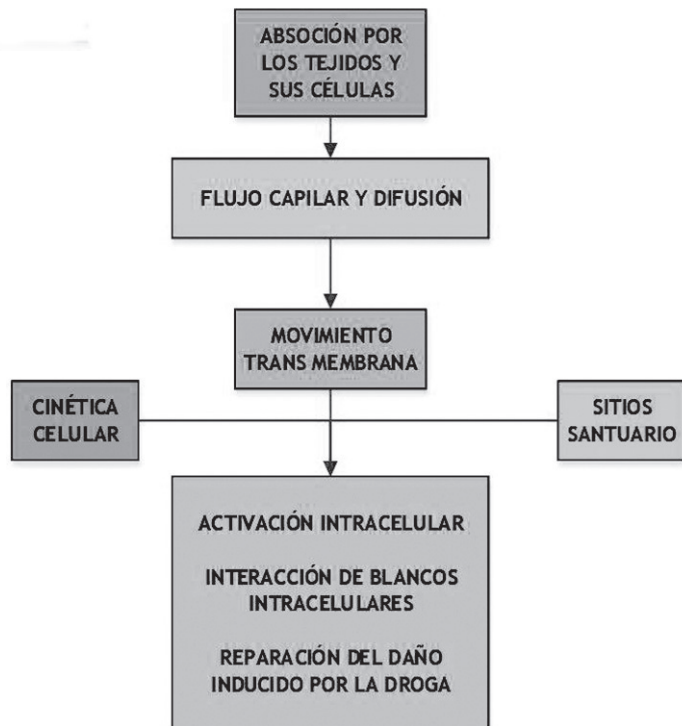 ABSOCIÓN POR
LOS TEJIDOS Y
SUS CÉLULAS
FLUJO CAPILAR Y DIFUSIÓN
MOVIMIENTO
TRANS MEMBRANA
CINÉTICA
CELULAR
SITIOS
SANTUARIO
ACTIVACIÓN INTRACELULAR
INTERACCIÓN DE BLANCOS
INTRACELULARES
REPARACIÓN DEL DAÑO
INDUCIDO POR LA DROGA